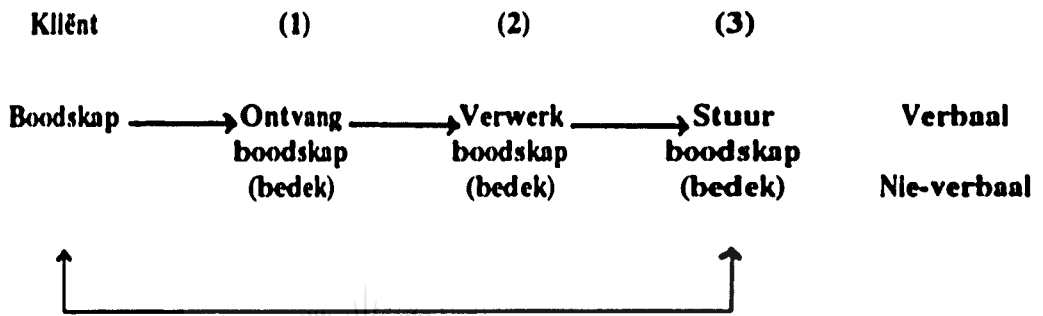 Kliënt (1) (2) (3)
Boodskap Ontvang Verwerk Stuur Verbaal
boodskap boodskap boodskap
(bedek) (bedek) (bedek) Nie-verbaal